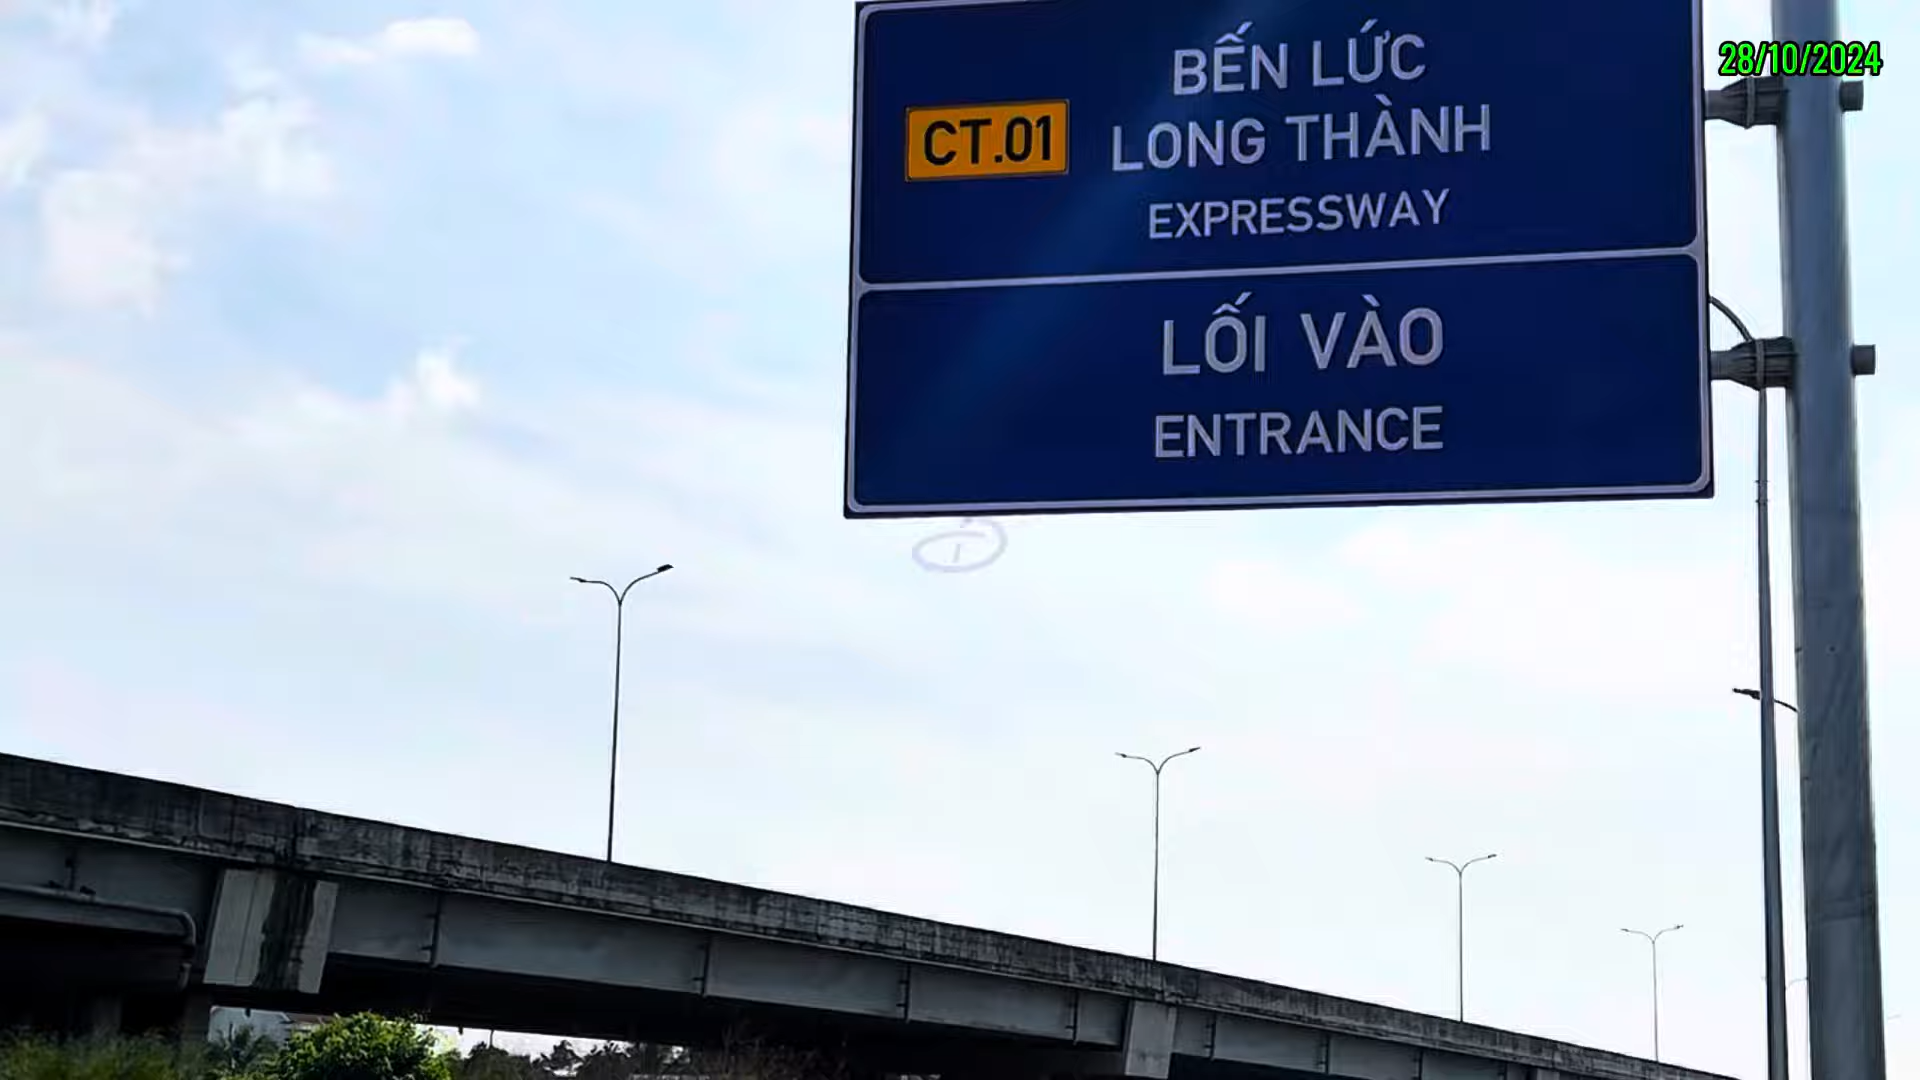 28/10/2024
BẾN LỨC
CT.01
LONG THÀNH
EXPRESSWAY
LỐI VÀO
ENTRANCE